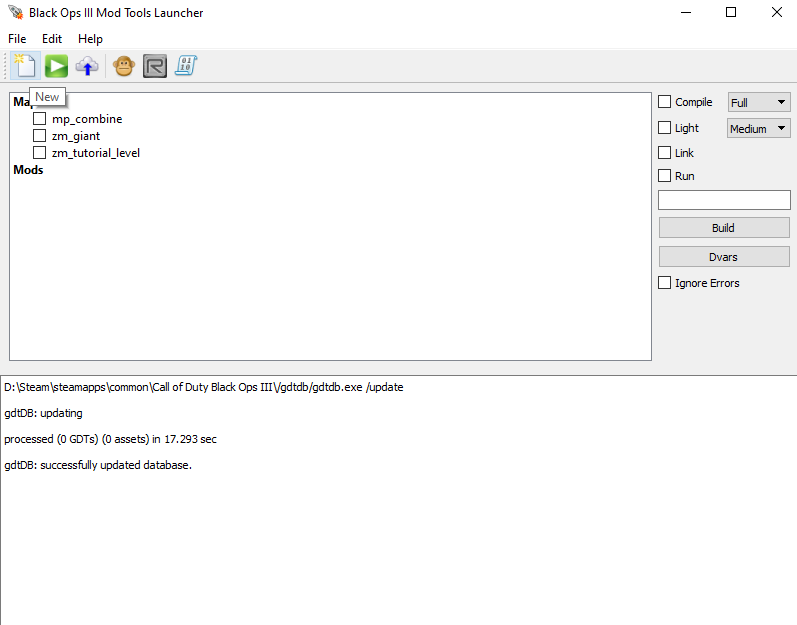 Black Ops III Mod Tools Launcher
File Edit Help
New
mp_combine
zm_giant
zm_tutorial_level
Mods
Compile Full
Light Medium
Link
Run
Build
Dvars
Ignore Errors
D:\Steam\steamapps\common\Call of Duty Black Ops III\/gdtdb/gdtdb.exe /update
gdtDB: updating
processed (0 GDTs) (0 assets) in 17.293 sec
gdtDB: successfully updated database.